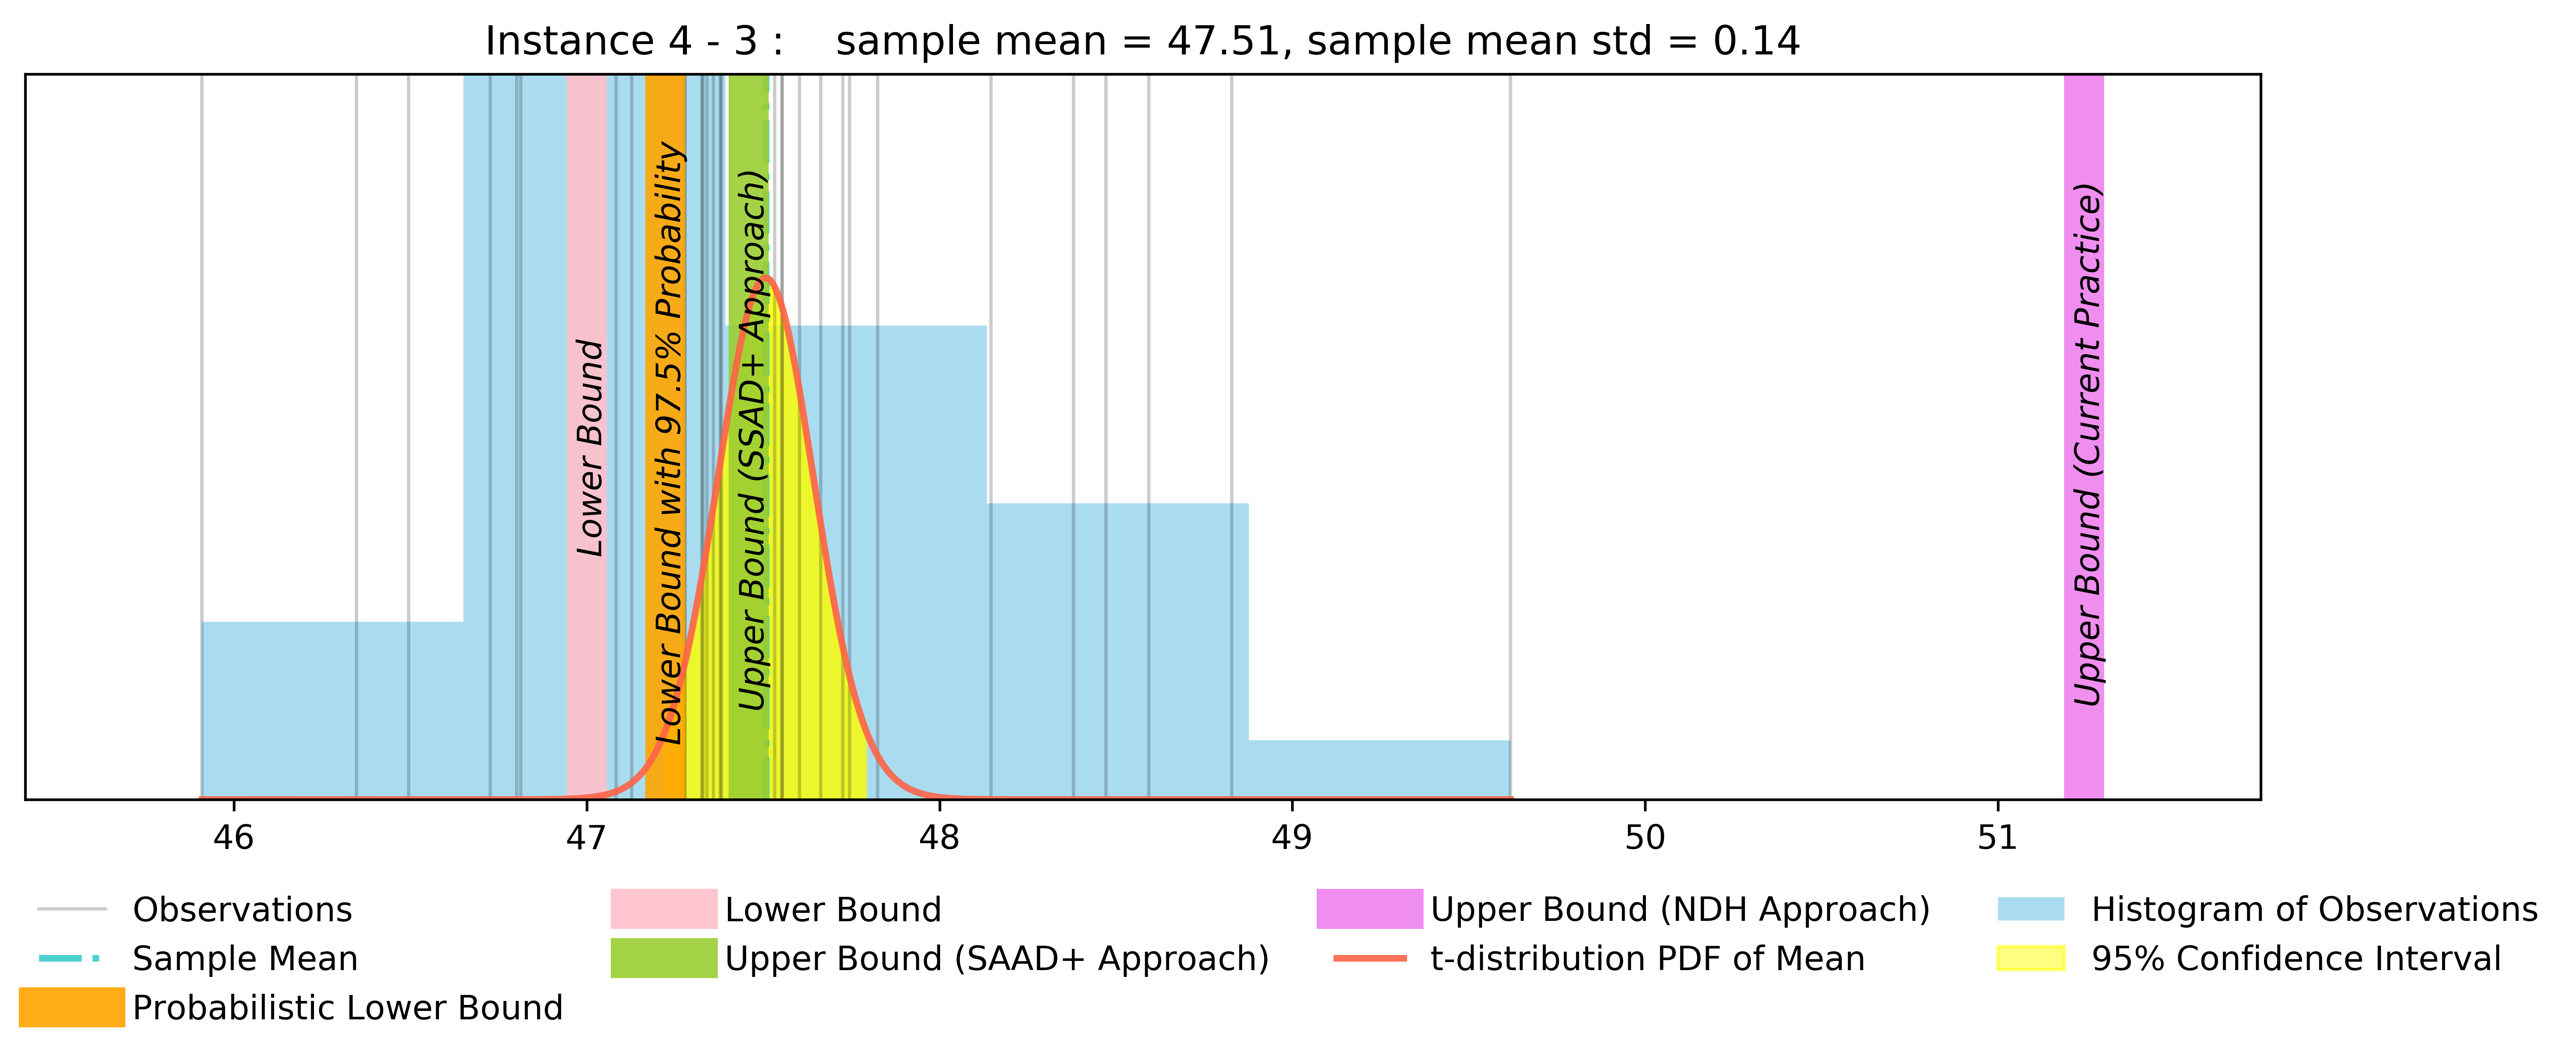 Instance 4 - 3 :    sample mean = 47.51, sample mean std = 0.14
Lower Bound
Lower Bound with 97.5% Probability
Upper Bound (SSAD+ Approach)
Upper Bound (Current Practice)
46 47 48 49 50 51
Observations
Sample Mean
Probabilistic Lower Bound
Lower Bound
Upper Bound (SAAD+ Approach)
Upper Bound (NDH Approach)
t-distribution PDF of Mean
Histogram of Observations
95% Confidence Interval